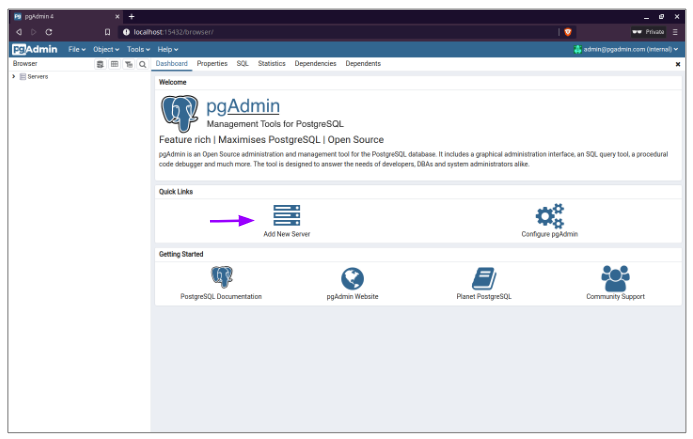 pgAdmin 4
localhost:15432/browser/
Private
pgAdmin File Object Tools Help admin@pgadmin.com (internal)
Browser
Dashboard Properties SQL Statistics Dependencies Dependents
Servers
Welcome
pgAdmin
Management Tools for PostgreSQL
Feature rich | Maximises PostgreSQL | Open Source
pgAdmin is an Open Source administration and management tool for the PostgreSQL database. It includes a graphical administration interface, an SQL query tool, a procedural
code debugger and much more. The tool is designed to answer the needs of developers, DBAs and system administrators alike.
Quick Links
Add New Server Configure pgAdmin
Getting Started
PostgreSQL Documentation pgAdmin Website Planet PostgreSQL Community Support